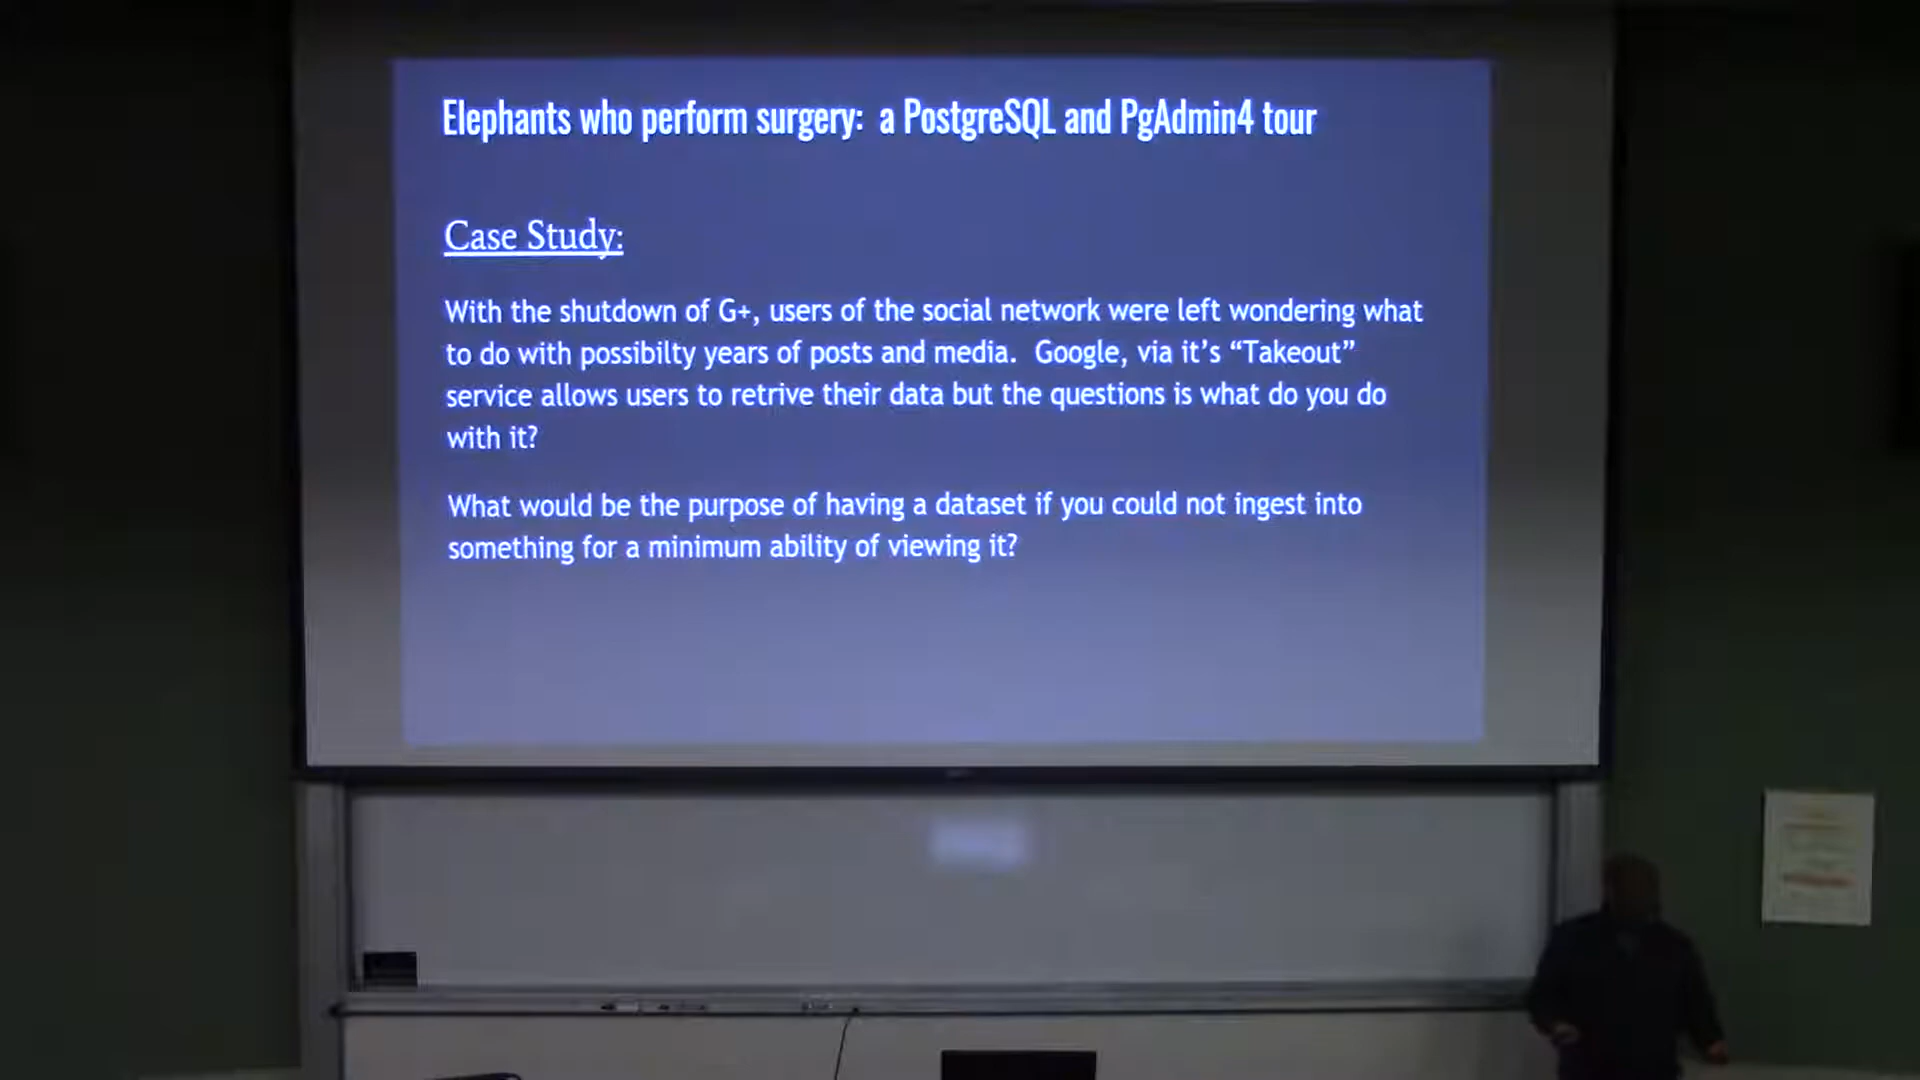 Elephants who perform surgery: a PostgreSQL and PgAdmin4 tour
Case Study:
With the shutdown of G+, users of the social network were left wondering what
to do with possibilty years of posts and media. Google, via it’s “Takeout”
service allows users to retrive their data but the questions is what do you do
with it?
What would be the purpose of having a dataset if you could not ingest into
something for a minimum ability of viewing it?